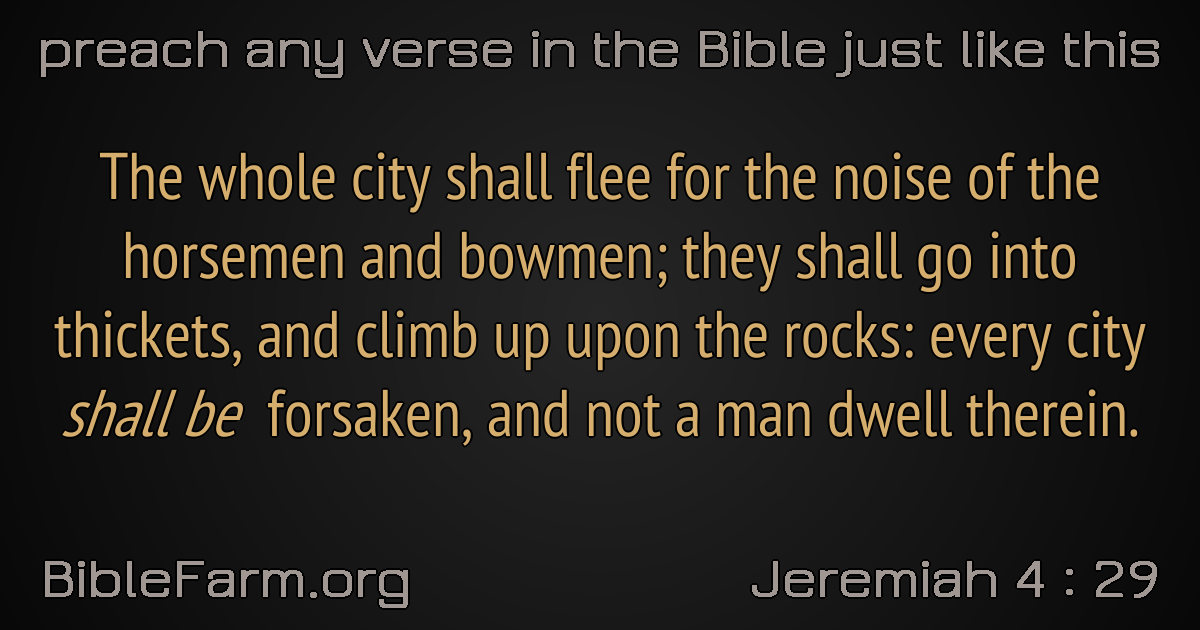 preach any verse in the Bible just like this
The whole city shall flee for the noise of the
horsemen and bowmen; they shall go into
thickets, and climb up upon the rocks: every city
shall be forsaken, and not a man dwell therein.
BibleFarm.org
Jeremiah 4 : 29